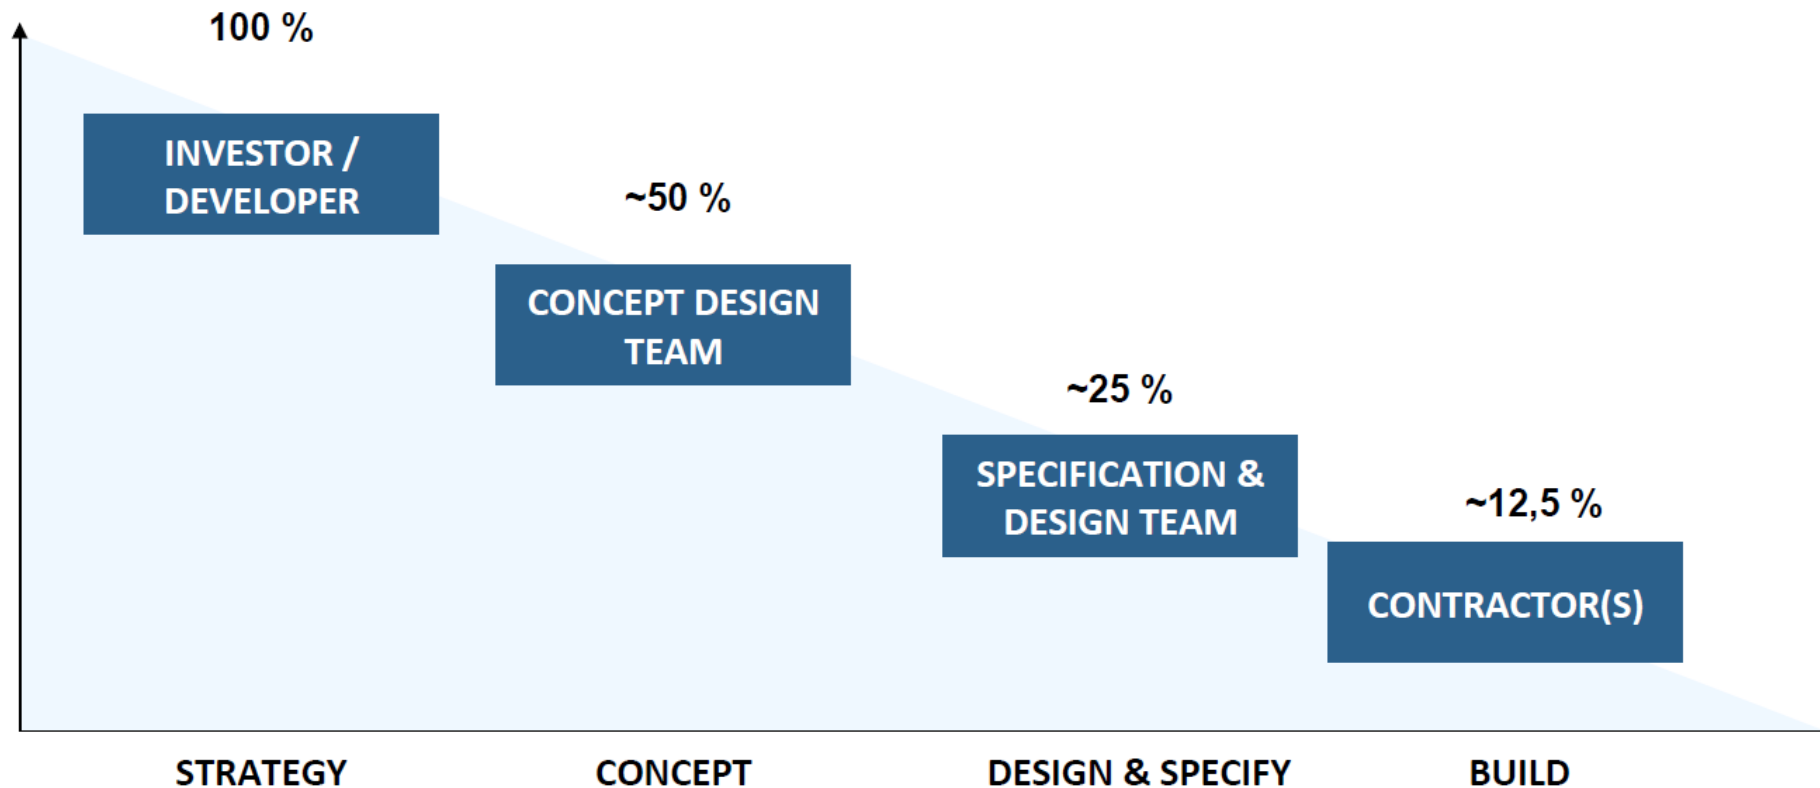 100 %
INVESTOR /
DEVELOPER
~50 %
CONCEPT DESIGN
TEAM
~25 %
SPECIFICATION &
DESIGN TEAM
~12,5 %
CONTRACTOR(S)
STRATEGY
CONCEPT
DESIGN & SPECIFY
BUILD